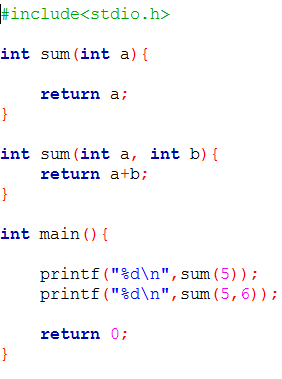 #include<stdio.h>
int sum(int a){
return a;
}
int sum(int a, int b){
return a+b;
}
int main(){
printf("%d\n",sum(5));
printf("%d\n",sum(5,6));
return 0;
}